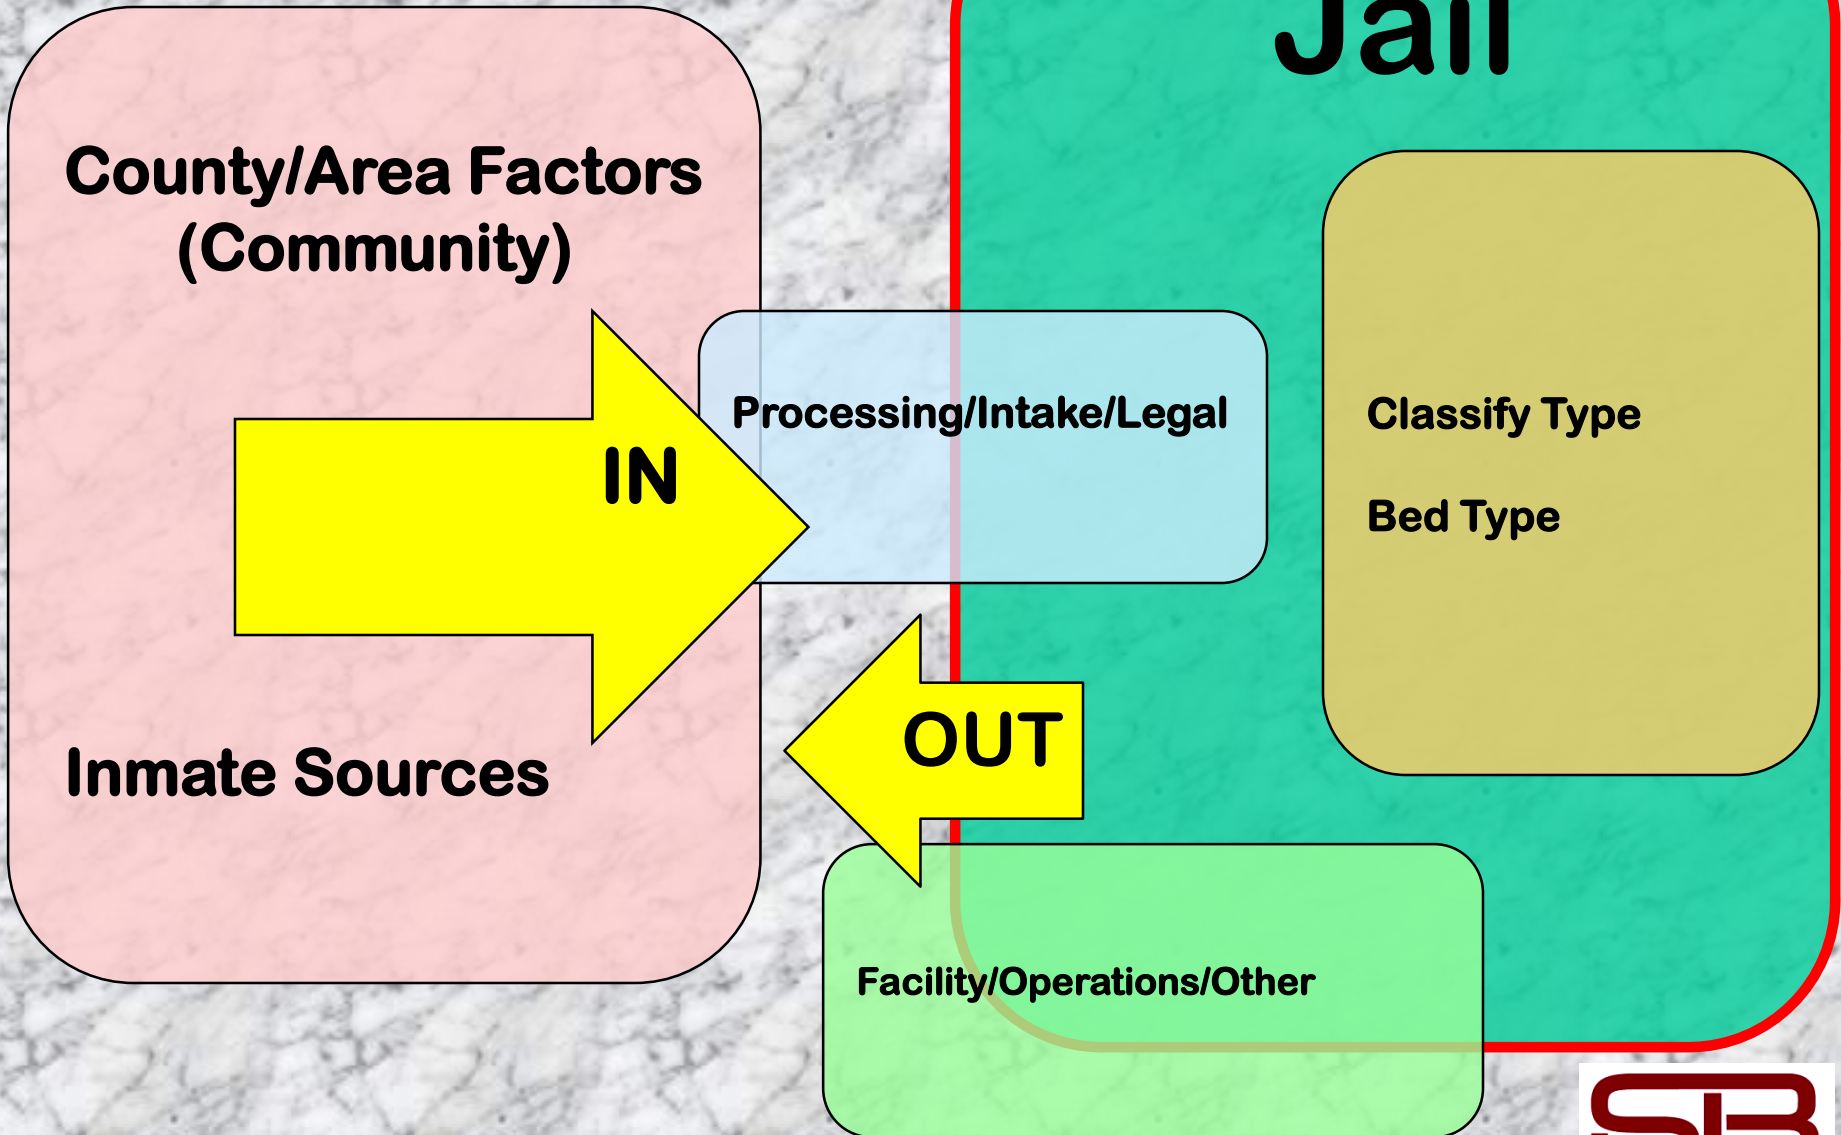 Jail
County/Area Factors
(Community)
Processing/Intake/Legal
Classify Type
IN
Bed Type
OUT
Inmate Sources
Facility/Operations/Other